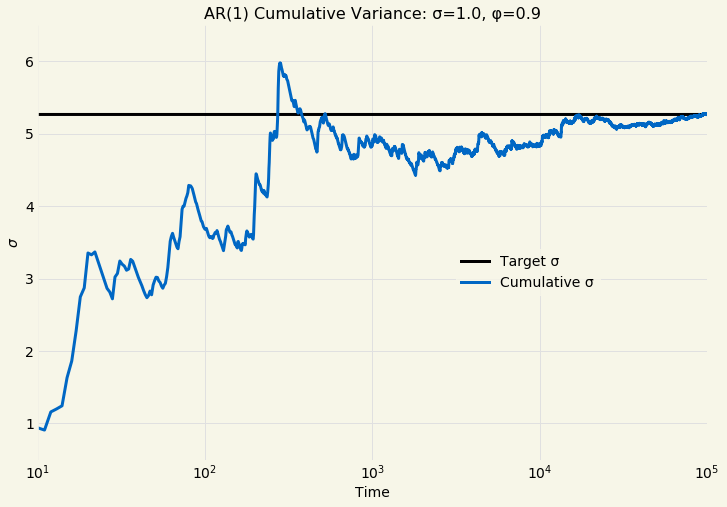 AR(1) Cumulative Variance: σ=1.0, φ=0.9
6
5
4
3
2
1
σ
Target σ
Cumulative σ
10¹ 10² 10³ 10⁴ 10⁵
Time